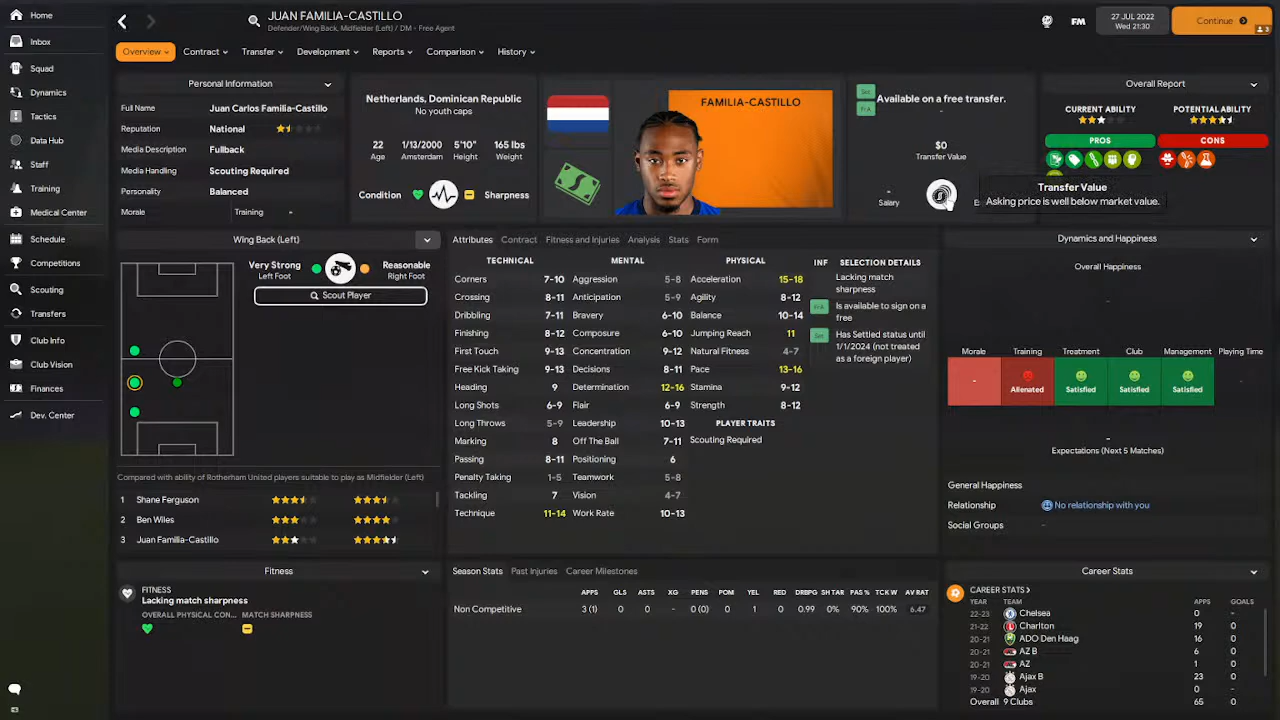 Home
Inbox
Squad
Dynamics
Tactics
Data Hub
Staff
Training
Medical Center
Schedule
Competitions
Scouting
Transfers
Club Info
Club Vision
Finances
Dev. Center
JUAN FAMILIA-CASTILLO
Defender/Wing Back, Midfielder (Left) / DM - Free Agent
FM
27 JUL 2022
Wed 21:30
Continue
Overview
Contract
Transfer
Development
Reports
Comparison
History
Personal Information
Full Name Juan Carlos Familia-Castillo
Reputation National
Media Description Fullback
Media Handling Scouting Required
Personality Balanced
Morale
Training -
Netherlands, Dominican Republic
No youth caps
22 1/13/2000 5'10" 165 lbs
Age Amsterdam Height Weight
Condition Sharpness
FAMILIA-CASTILLO
Set
Fr A
Available on a free transfer.
-
$0
Transfer Value
-
Salary
Transfer Value
Asking price is well below market value.
Overall Report
CURRENT ABILITY POTENTIAL ABILITY
PROS CONS
Wing Back (Left)
Very Strong
Left Foot
Reasonable
Right Foot
Scout Player
Compared with ability of Rotherham United players suitable to play as Midfielder (Left)
1 Shane Ferguson
2 Ben Wiles
3 Juan Familia-Castillo
Attributes Contract Fitness and Injuries Analysis Stats Form
TECHNICAL MENTAL PHYSICAL INF SELECTION DETAILS
Corners 7-10 Aggression 5-8 Acceleration 15-18
Crossing 8-11 Anticipation 5-9 Agility 8-12
Dribbling 7-11 Bravery 6-10 Balance 10-14
Finishing 8-12 Composure 6-10 Jumping Reach 11
First Touch 9-13 Concentration 9-12 Natural Fitness 4-7
Free Kick Taking 9-13 Decisions 8-11 Pace 13-16
Heading 9 Determination 12-16 Stamina 9-12
Long Shots 6-9 Flair 6-9 Strength 8-12
Long Throws 5-9 Leadership 10-13 PLAYER TRAITS
Marking 8 Off The Ball 7-11 Scouting Required
Passing 8-11 Positioning 6
Penalty Taking 1-5 Teamwork 5-8
Tackling 7 Vision 4-7
Technique 11-14 Work Rate 10-13
Lacking match
sharpness
Fr A Is available to sign on a
free
Set Has Settled status until
1/1/2024 (not treated
as a foreign player)
Dynamics and Happiness
Overall Happiness
-
Morale Training Treatment Club Management Playing Time
- Alienated Satisfied Satisfied Satisfied -
-
Expectations (Next 5 Matches)
General Happiness
Relationship No relationship with you
Social Groups -
Fitness
FITNESS
Lacking match sharpness
OVERALL PHYSICAL CON... MATCH SHARPNESS
Season Stats Past Injuries Career Milestones
APPS GLS ASTS XG PENS POM YEL RED DRBPG SH TAR PAS % TCK W AV RAT
Non Competitive 3 (1) 0 0 - 0 (0) 0 1 0 0.99 0% 90% 100% 6.47
Career Stats
CAREER STATS
YEAR TEAM APPS GOALS
22-23 Chelsea 0 -
21-22 Charlton 19 0
20-21 ADO Den Haag 16 0
20-21 AZ B 6 0
20-21 AZ 1 0
19-20 Ajax B 23 0
19-20 Ajax 0 -
Overall 9 Clubs 65 0